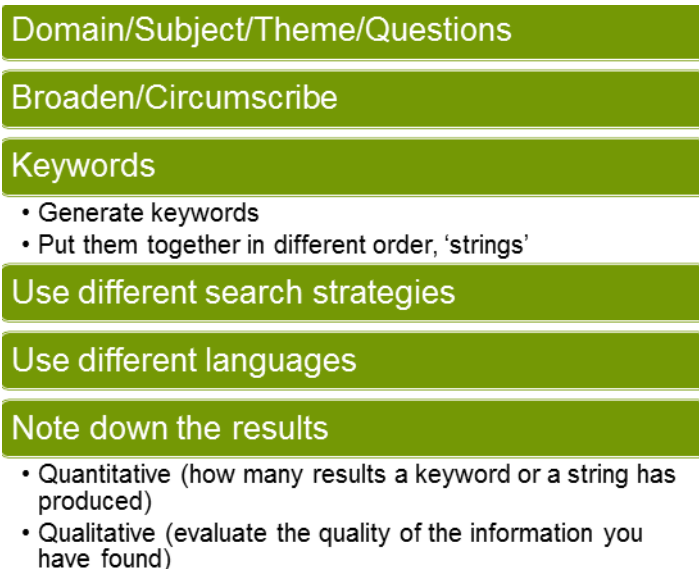 Domain/Subject/Theme/Questions
Broaden/Circumscribe
Keywords
• Generate keywords
• Put them together in different order, ‘strings’
Use different search strategies
Use different languages
Note down the results
• Quantitative (how many results a keyword or a string has
produced)
• Qualitative (evaluate the quality of the information you
have found)